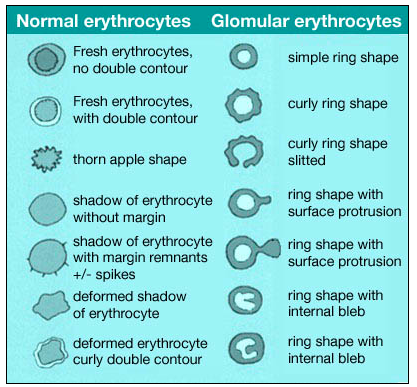 Normal erythrocytes
Fresh erythrocytes,
no double contour
Fresh erythrocytes,
with double contour
thorn apple shape
shadow of erythrocyte
without margin
shadow of erythrocyte
with margin remnants
+/- spikes
deformed shadow
of erythrocyte
deformed erythrocyte
curly double contour
Glomular erythrocytes
simple ring shape
curly ring shape
curly ring shape
slitted
ring shape with
surface protrusion
ring shape with
surface protrusion
ring shape with
internal bleb
ring shape with
internal bleb